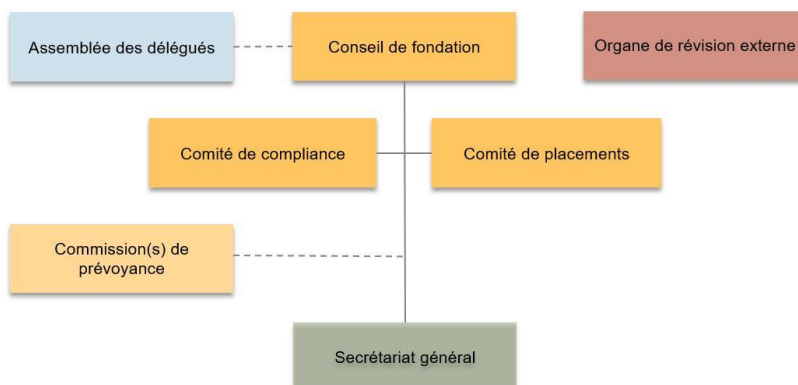 Assemblée des délégués
Conseil de fondation
Organe de révision externe
Comité de compliance
Comité de placements
Commission(s) de
prévoyance
Secrétariat général